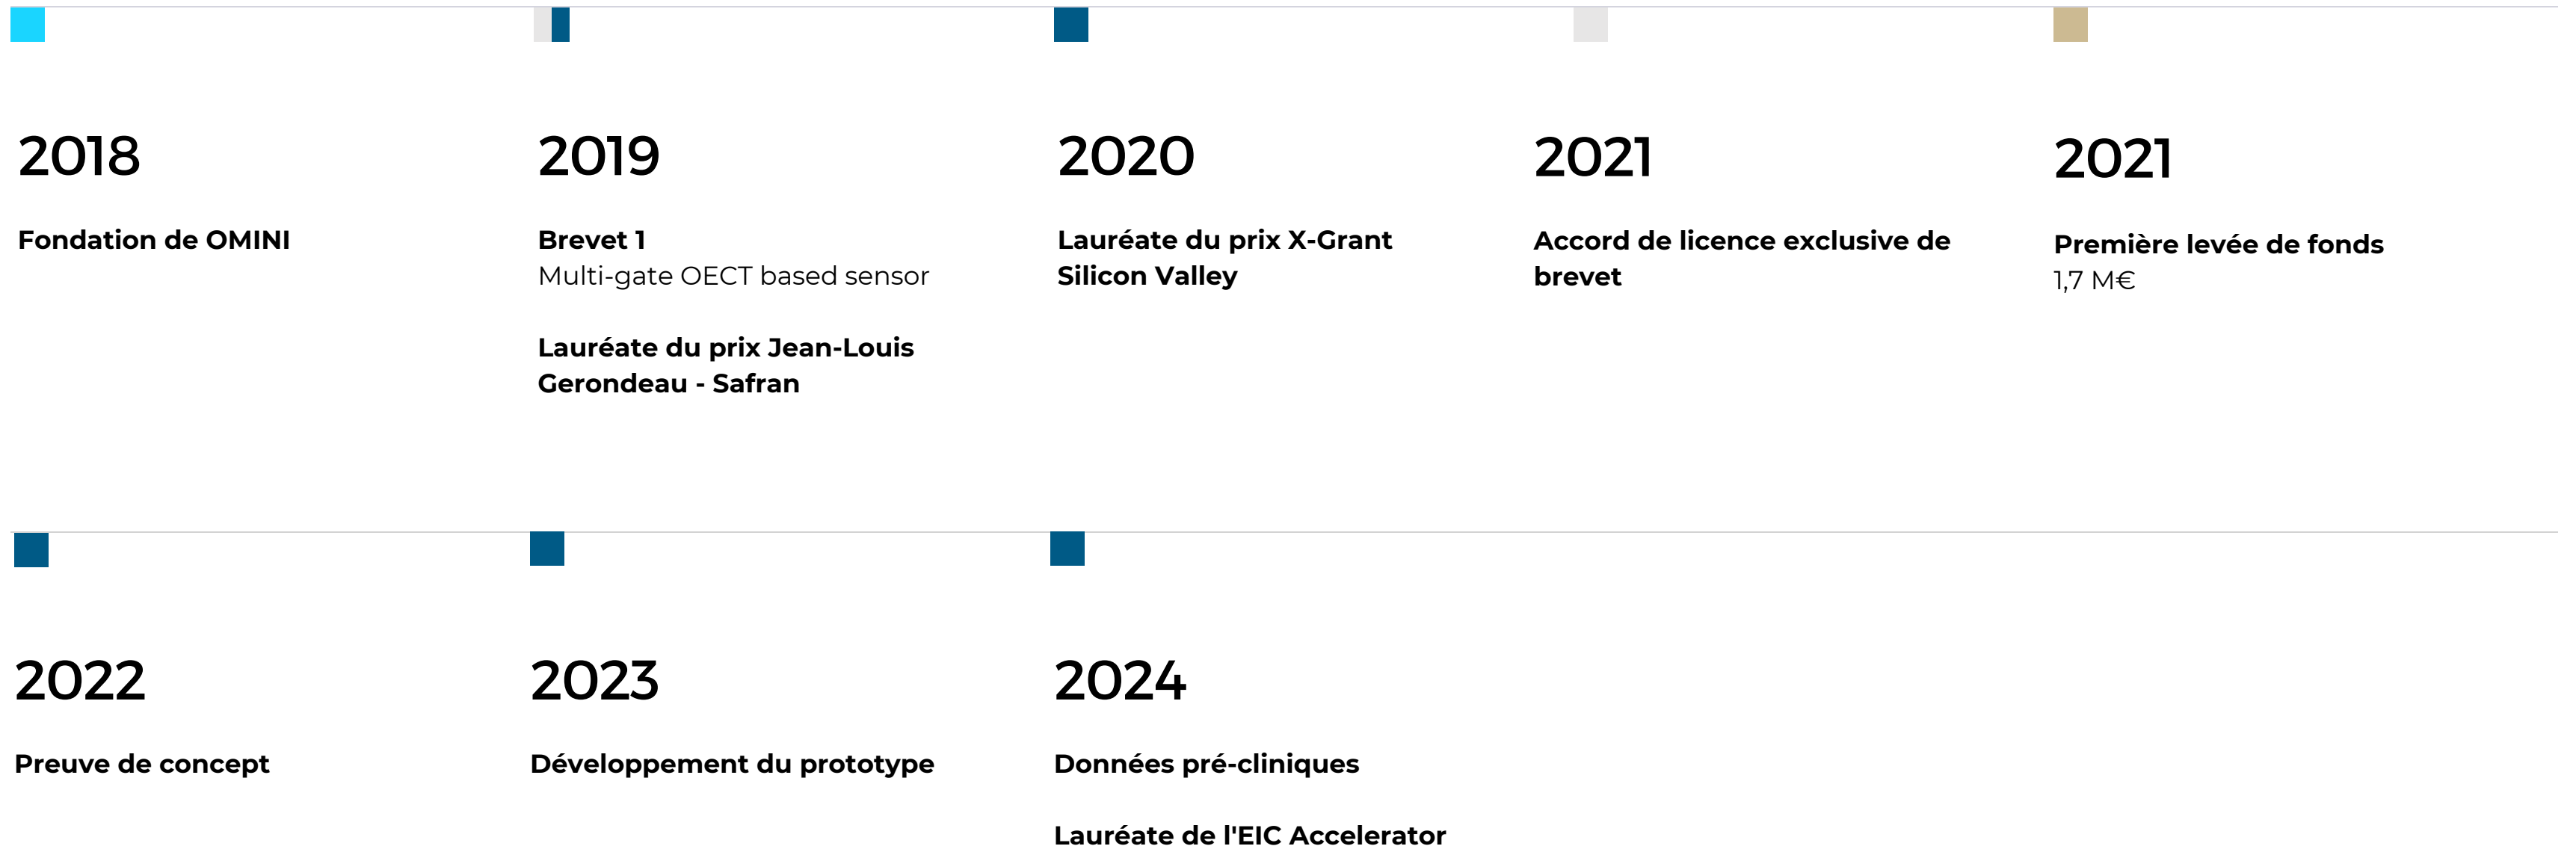 2018
Fondation de OMINI
2019
Brevet 1
Multi-gate OECT based sensor
Lauréate du prix Jean-Louis
Gerondeau - Safran
2020
Lauréate du prix X-Grant
Silicon Valley
2021
Accord de licence exclusive de
brevet
2021
Première levée de fonds
1,7 M€
2022
Preuve de concept
2023
Développement du prototype
2024
Données pré-cliniques
Lauréate de l'EIC Accelerator